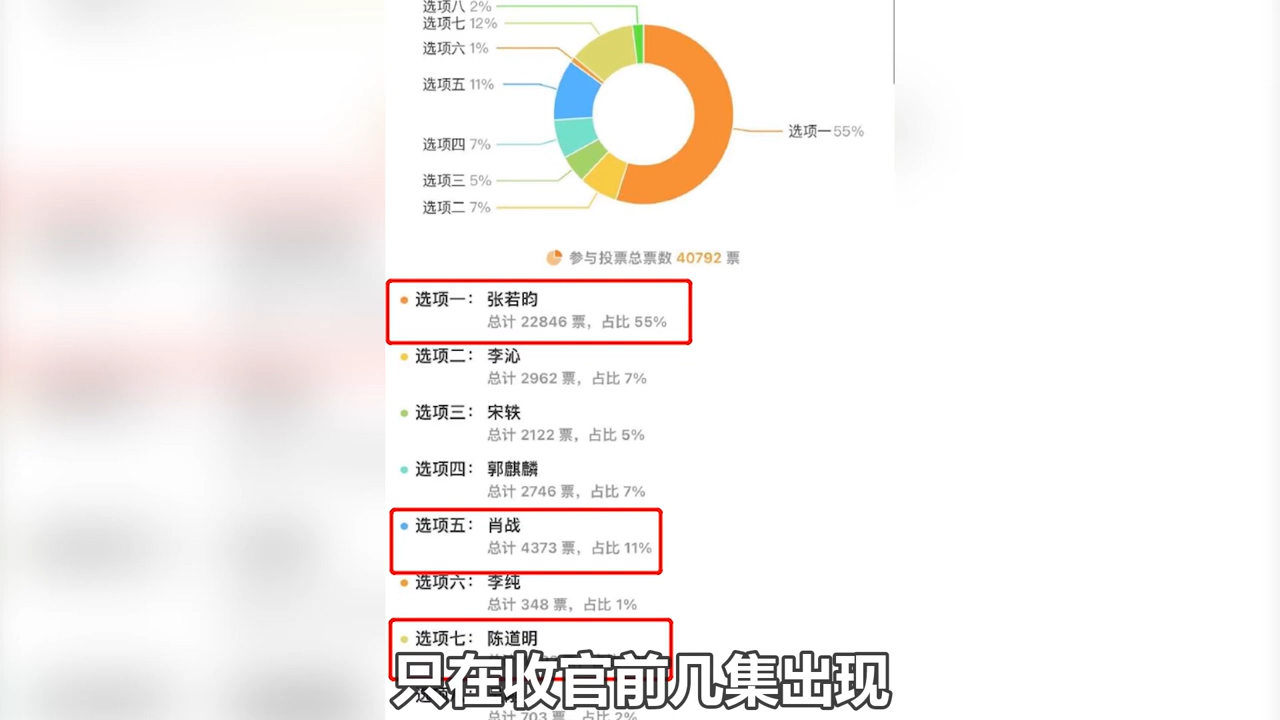 选项八 2%
选项七 12%
选项六 1%
选项五 11%
选项四 7%
选项三 5%
选项二 7%
选项一 55%
参与投票总票数 40792 票
选项一： 张若昀
总计 22846 票，占比 55%
选项二： 李沁
总计 2962 票，占比 7%
选项三： 宋轶
总计 2122 票，占比 5%
选项四： 郭麒麟
总计 2746 票，占比 7%
选项五： 肖战
总计 4373 票，占比 11%
选项六： 李纯
总计 348 票，占比 1%
选项七： 陈道明
只在收官前几集出现
总计 703 票，占比 2%